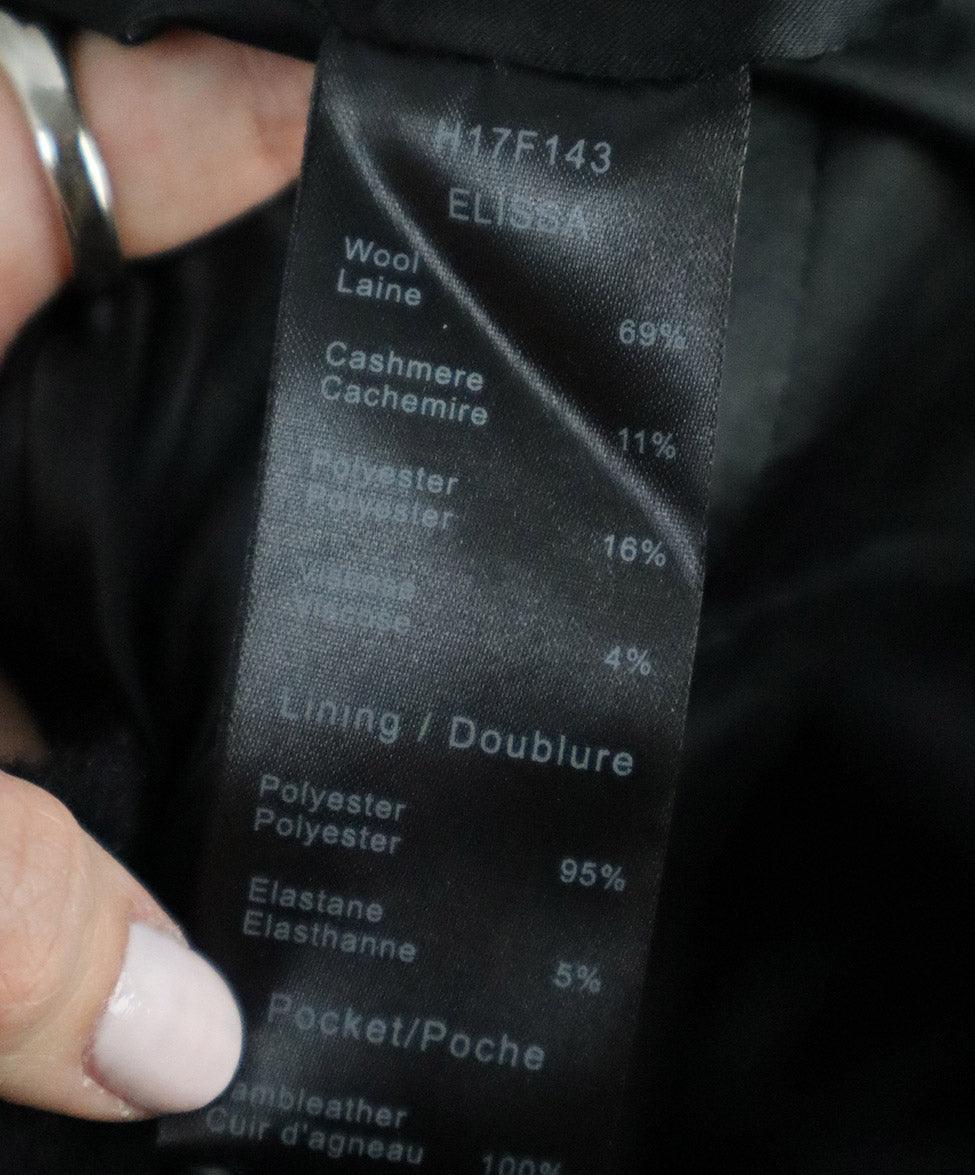 H17F143
ELISSA
Wool
Laine
69%
Cashmere
Cachemire
11%
Polyester
Polyester
16%
Viscose
Viscose
4%
Lining / Doublure
Polyester
Polyester
95%
Elastane
Elasthanne
5%
Pocket/Poche
ambleather
Cuir d'agneau
100%